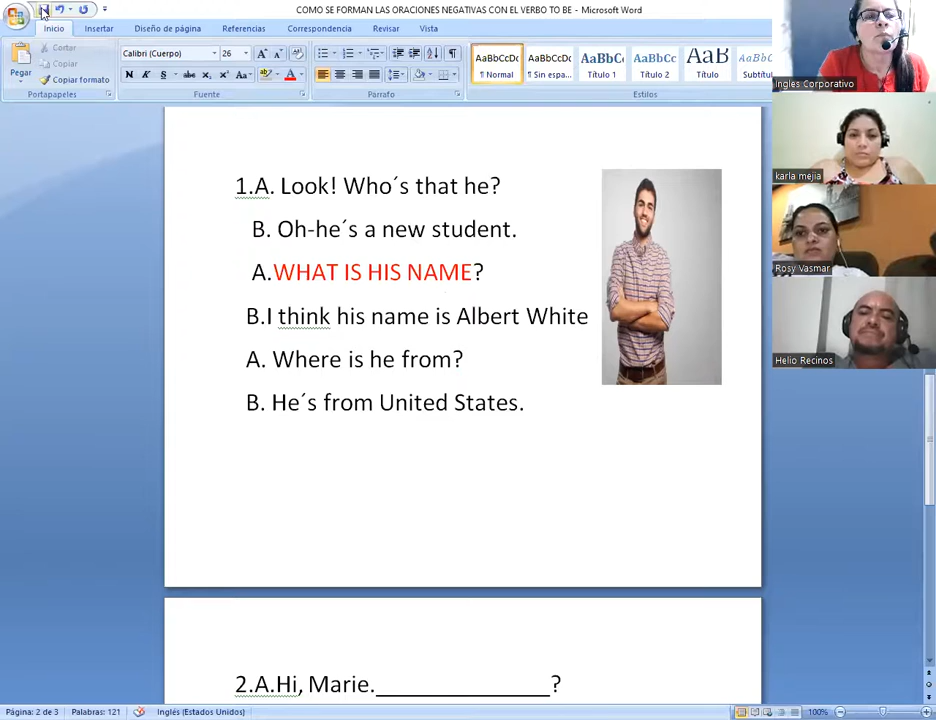 COMO SE FORMAN LAS ORACIONES NEGATIVAS CON EL VERBO TO BE - Microsoft Word
Inicio Insertar Diseño de página Referencias Correspondencia Revisar Vista
Pegar
Cortar
Copiar
Copiar formato
Portapapeles
Calibri (Cuerpo) 26
Fuente
Párrafo
AaBbCcDc AaBbCcDc AaBbCc AaBbCc AaBbC
¶ Normal ¶ Sin espa... Título 1 Título 2 Título
Estilos
1.A. Look! Who´s that he?
B. Oh-he´s a new student.
A.WHAT IS HIS NAME?
B.I think his name is Albert White
A. Where is he from?
B. He´s from United States.
2.A.Hi, Marie.________________?
Ingles Corporativo
karla mejia
Rosy Vasmar
Helio Recinos
Página: 2 de 3 Palabras: 121 Inglés (Estados Unidos) 100%